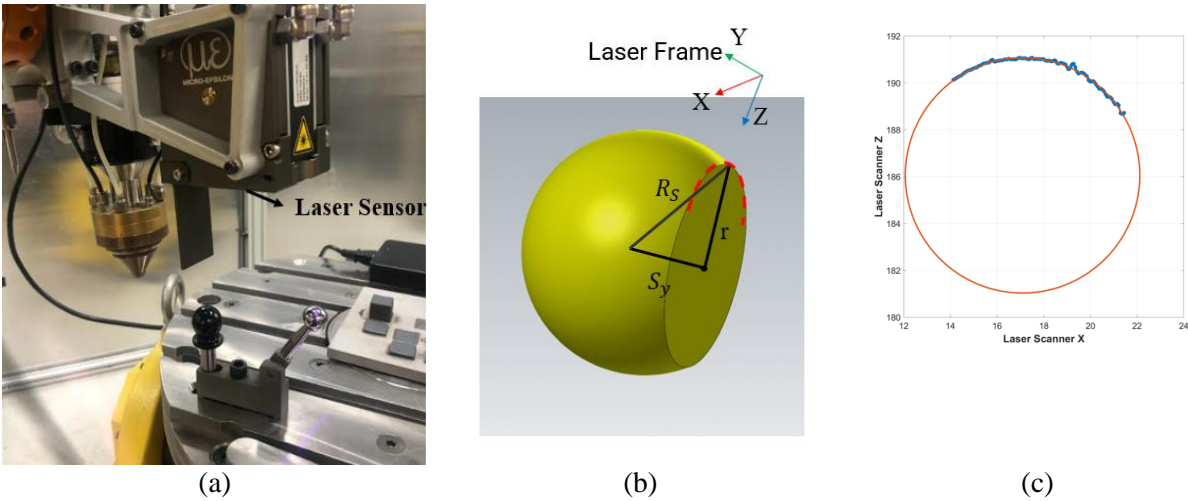 με
MICRO-EPSILON
Laser Sensor
(a)
Laser Frame
Y
X
Z
R_S
r
S_y
(b)
192
190
188
186
184
182
180
Laser Scanner Z
12 14 16 18 20 22 24
Laser Scanner X
(c)